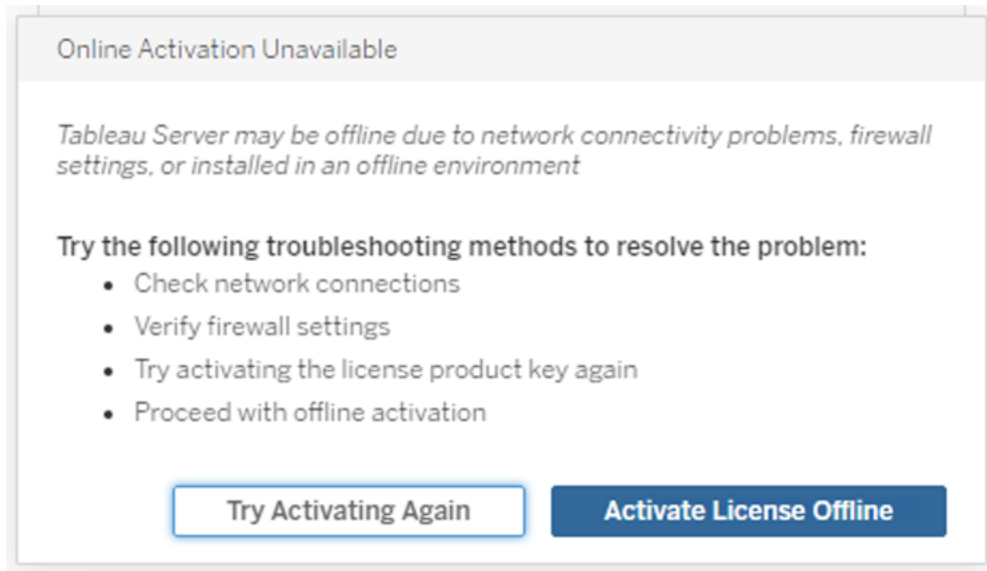 Online Activation Unavailable
Tableau Server may be offline due to network connectivity problems, firewall
settings, or installed in an offline environment
Try the following troubleshooting methods to resolve the problem:
• Check network connections
• Verify firewall settings
• Try activating the license product key again
• Proceed with offline activation
Try Activating Again
Activate License Offline